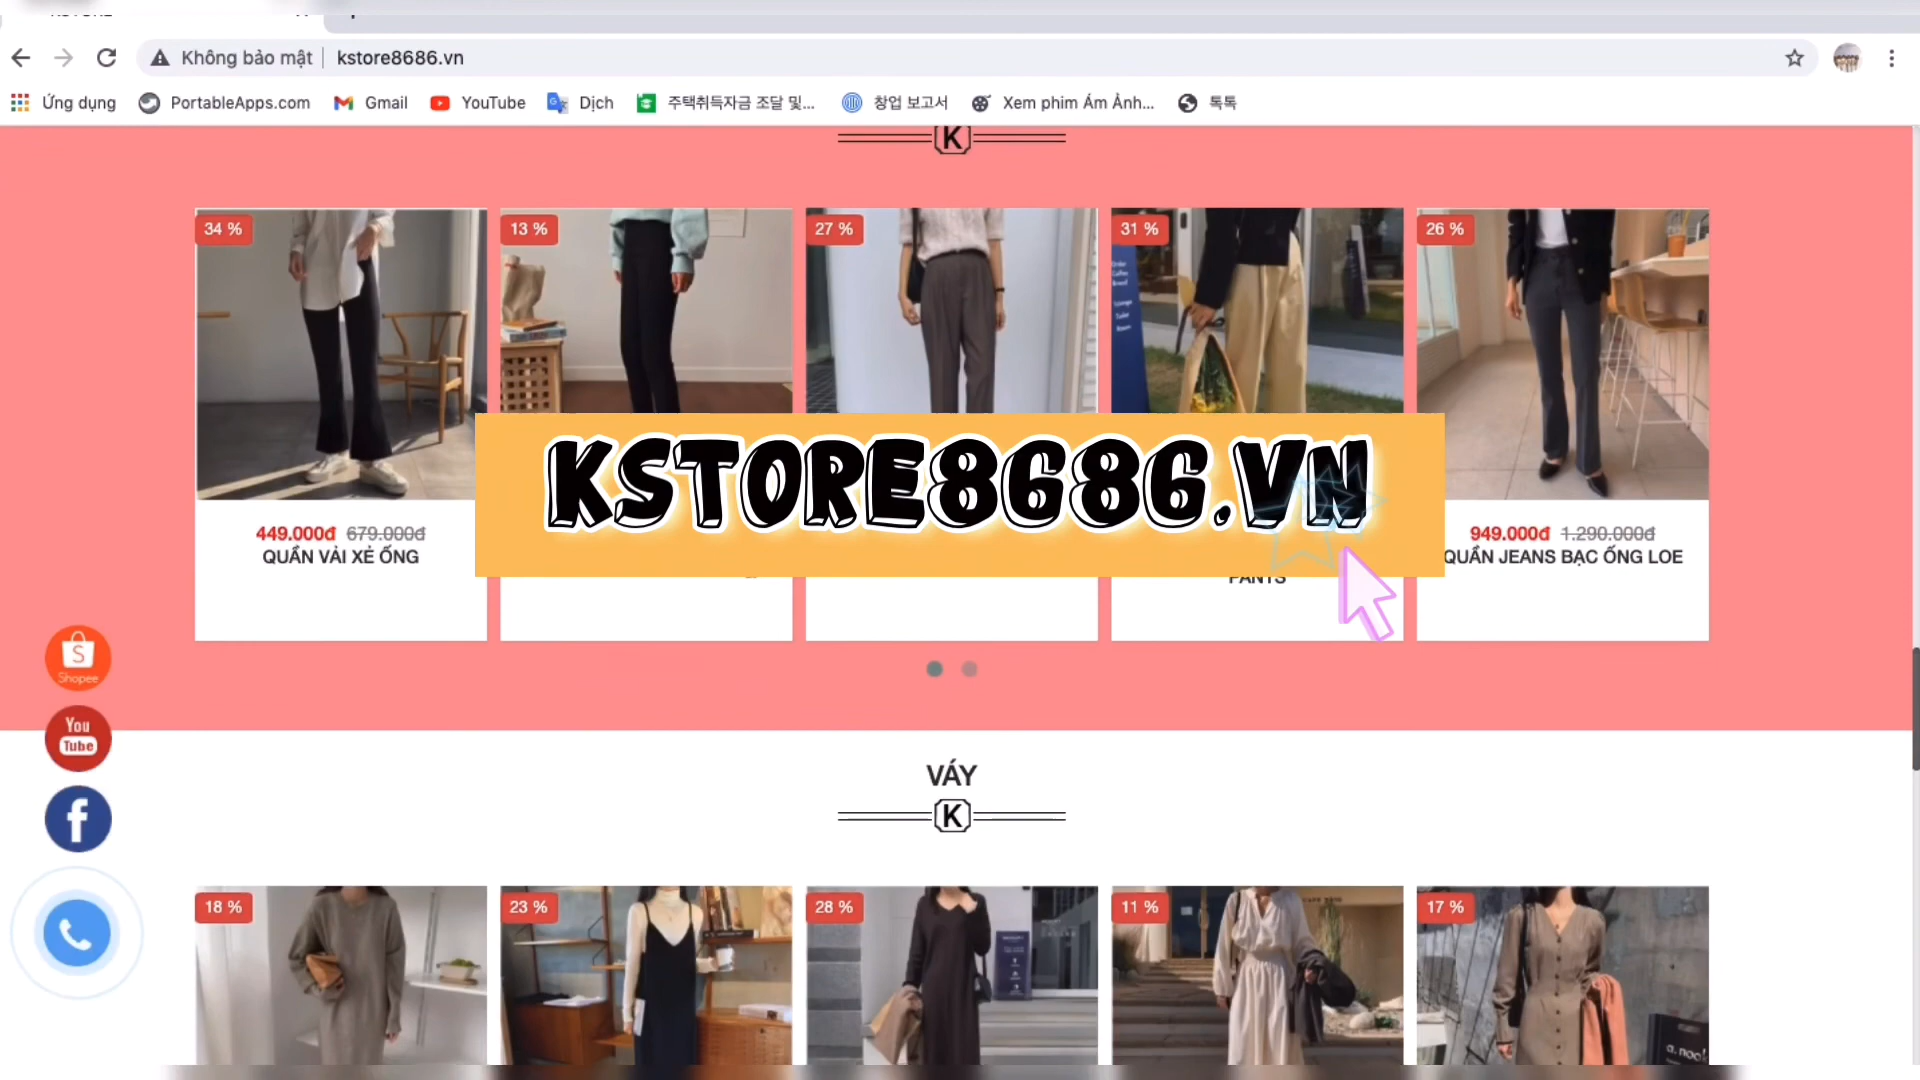 Không bảo mật
kstore8686.vn
Ứng dụng
PortableApps.com
Gmail
YouTube
Dịch
주택취득자금 조달 및...
창업 보고서
Xem phim Ám Ảnh...
톡톡
K
34 %
13 %
27 %
31 %
26 %
KSTORE8686.VN
449.000đ 679.000đ
QUẦN VẢI XẺ ỐNG
PANTS
949.000đ 1.290.000đ
QUẦN JEANS BẠC ỐNG LOE
S
Shopee
You
Tube
f
VÁY
K
18 %
23 %
28 %
11 %
17 %
a.nook